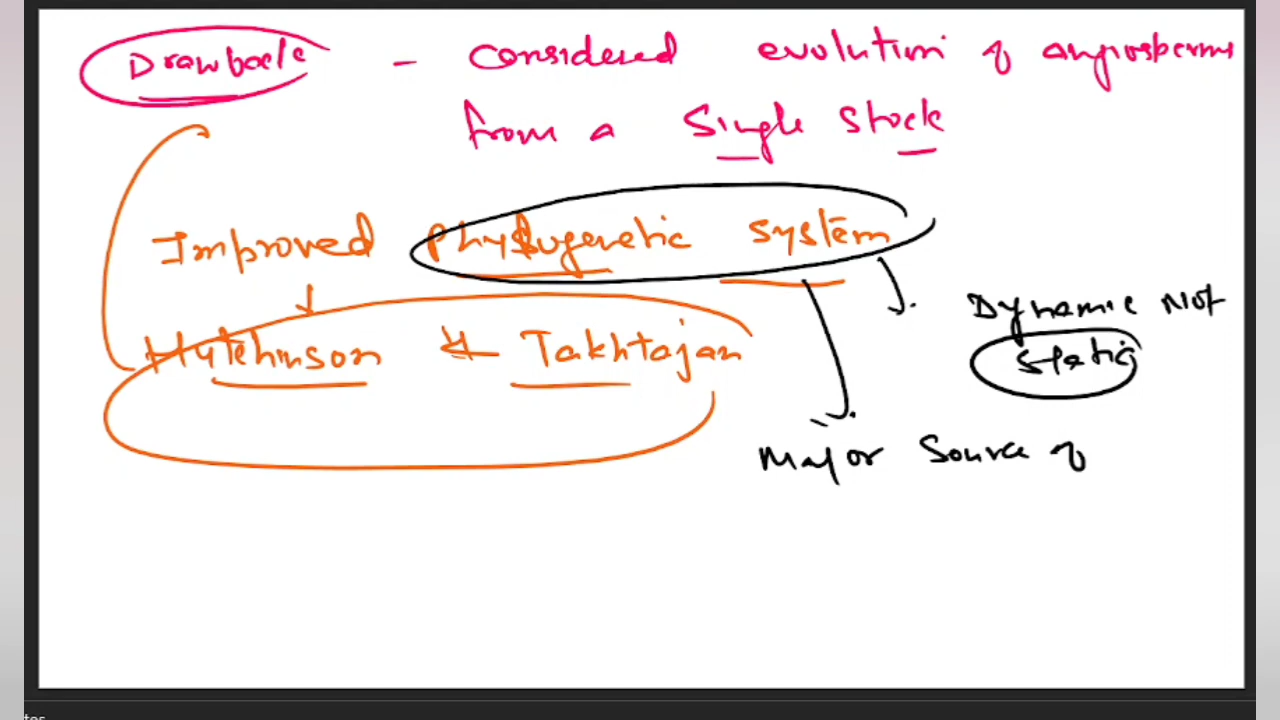 Drawback - Considered evolution of angiosperms
from a Single Stock
Improved Phylogenetic system
Hutchinson & Takhtajan
Dynamic Not
Static
Major Source of